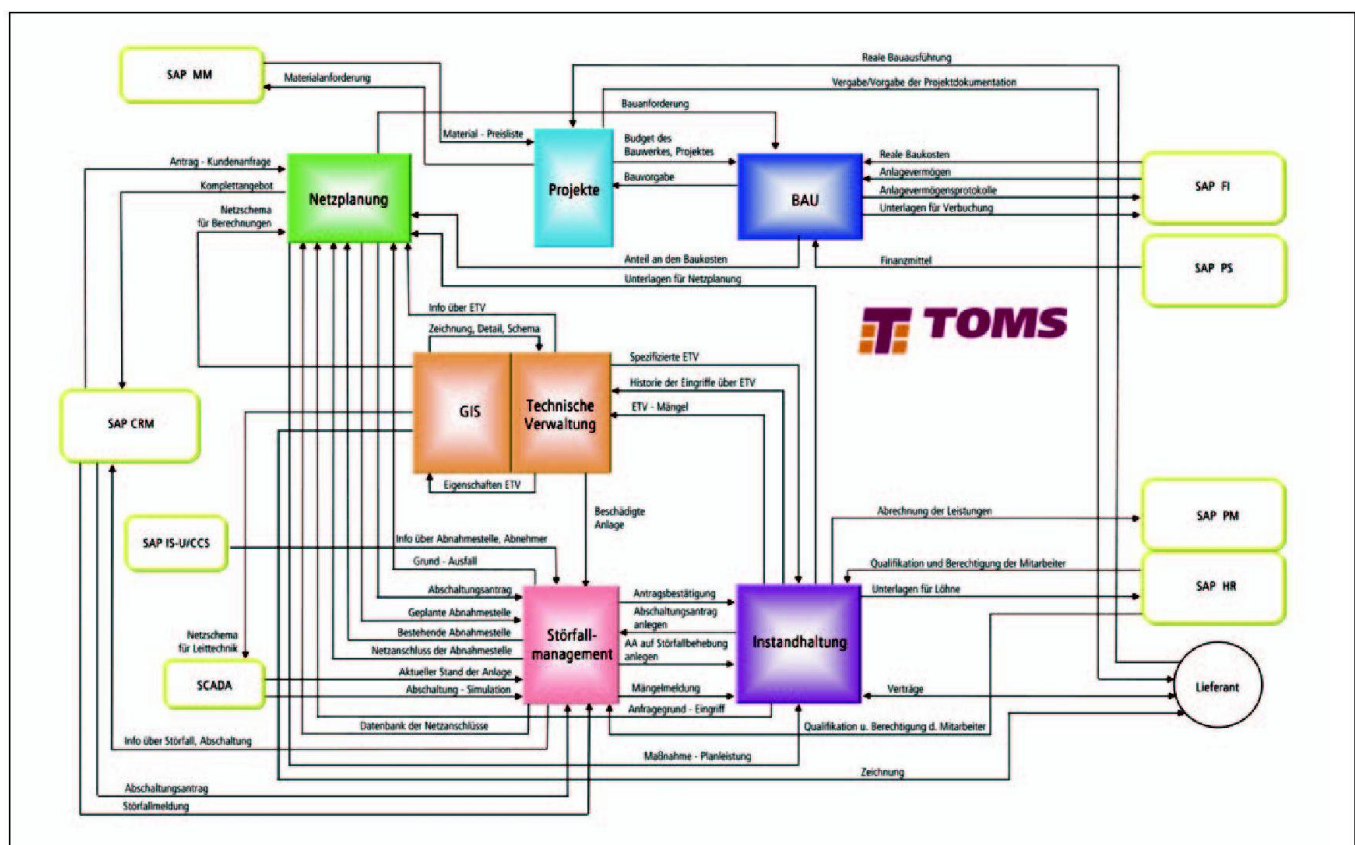 Reale Bauausführung
SAP MM
Materialanforderung
Vergabe/Vorgabe der Projektdokumentation
Bauanforderung
Material - Preisliste
Projekte
Budget des
Bauwerkes, Projektes
Bauvorgabe
BAU
Reale Baukosten
Anlagevermögen
Anlagevermögensprotokolle
Unterlagen für Verbuchung
SAP FI
Antrag - Kundenanfrage
Komplettangebot
Netzschema
für Berechnungen
Netzplanung
Anteil an den Baukosten
Finanzmittel
SAP PS
Unterlagen für Netzplanung
TOMS
Info über ETV
Zeichnung, Detail, Schema
GIS
Technische
Verwaltung
Spezifizierte ETV
Historie der Eingriffe über ETV
ETV - Mängel
SAP CRM
Eigenschaften ETV
Beschädigte
Anlage
Abrechnung der Leistungen
SAP PM
SAP IS-U/CCS
Info über Abnahmestelle, Abnehmer
Grund - Ausfall
Qualifikation und Berechtigung der Mitarbeiter
Unterlagen für Löhne
SAP HR
Abschaltungsantrag
Geplante Abnahmestelle
Bestehende Abnahmestelle
Netzanschluss der Abnahmestelle
Aktueller Stand der Anlage
Abschaltung - Simulation
Störfall-
management
Antragsbestätigung
Abschaltungsantrag
anlegen
AA auf Störfallbehebung
anlegen
Mängelmeldung
Instandhaltung
Netzschema
für Leittechnik
SCADA
Verträge
Lieferant
Anfragegrund - Eingriff
Datenbank der Netzanschlüsse
Qualifikation u. Berechtigung d. Mitarbeiter
Info über Störfall, Abschaltung
Maßnahme - Planleistung
Zeichnung
Abschaltungsantrag
Störfallmeldung